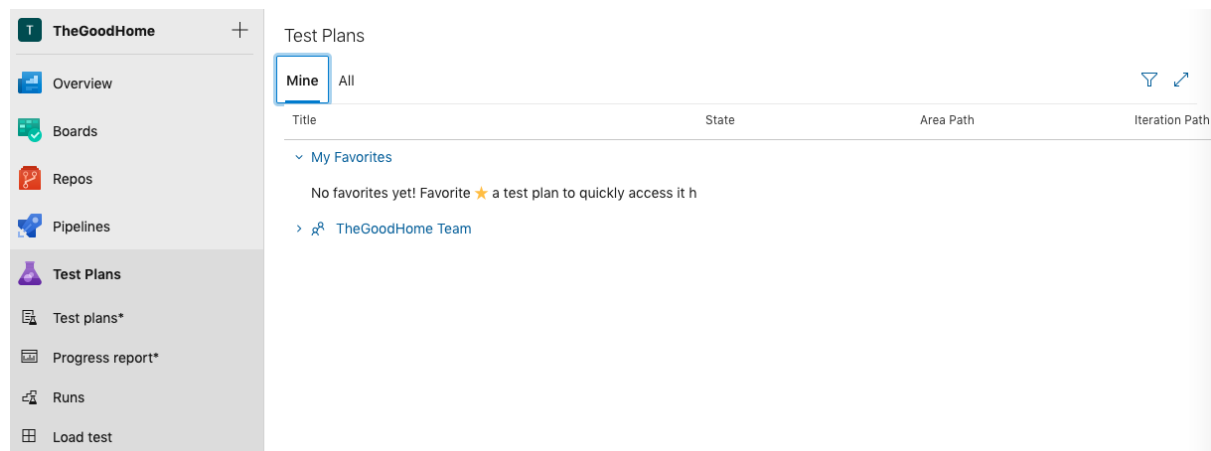 T TheGoodHome
Overview
Boards
Repos
Pipelines
Test Plans
Test plans*
Progress report*
Runs
Load test
Test Plans
Mine All
Title State Area Path Iteration Path
My Favorites
No favorites yet! Favorite ★ a test plan to quickly access it h
TheGoodHome Team